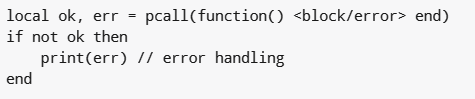 local ok, err = pcall(function() <block/error> end)
if not ok then
    print(err) // error handling
end